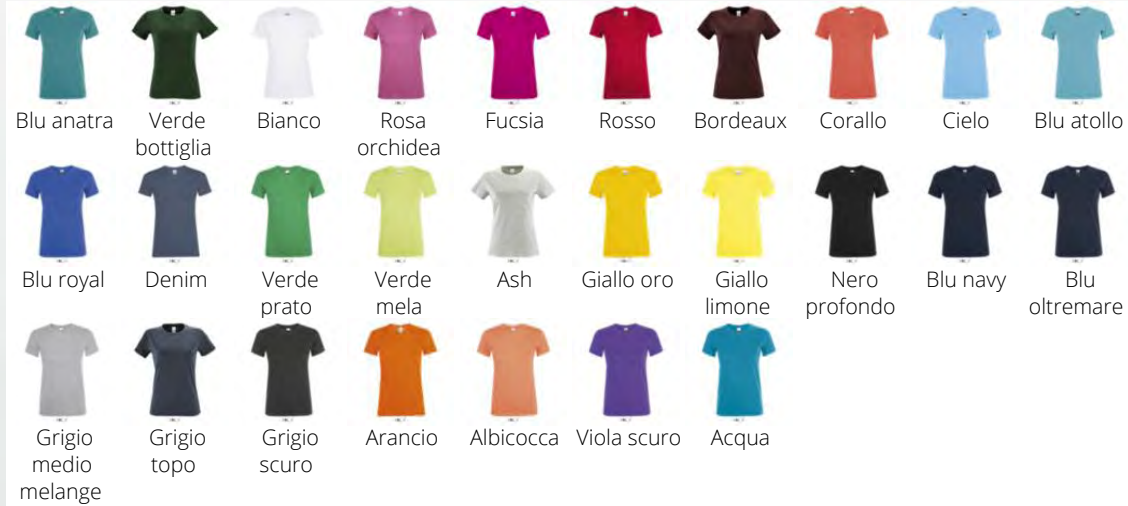 Blu anatra
Verde
bottiglia
Bianco
Rosa
orchidea
Fucsia
Rosso
Bordeaux
Corallo
Cielo
Blu atollo
Blu royal
Denim
Verde
prato
Verde
mela
Ash
Giallo oro
Giallo
limone
Nero
profondo
Blu navy
Blu
oltremare
Grigio
medio
melange
Grigio
topo
Grigio
scuro
Arancio
Albicocca
Viola scuro
Acqua